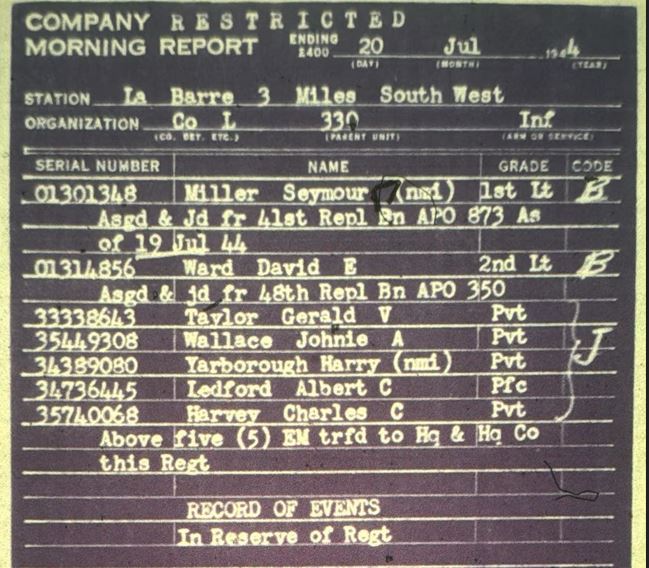 COMPANY RESTRICTED
MORNING REPORT ENDING 2400 20 Jul 1944
(DAY) (MONTH) (YEAR)
STATION La Barre 3 Miles South West
ORGANIZATION Co L 330 Inf
(CO. DET. ETC.) (PARENT UNIT) (ARM OR SERVICE)
SERIAL NUMBER NAME GRADE CODE
01301348 Miller Seymour (nmi) 1st Lt B
Asgd & Jd fr 41st Repl Bn APO 873 As
of 19 Jul 44
01314856 Ward David E 2nd Lt B
Asgd & jd fr 48th Repl Bn APO 350
33338643 Taylor Gerald V Pvt
35449308 Wallace Johnie A Pvt J
34389080 Yarborough Harry (nmi) Pvt
34736445 Ledford Albert C Pfc
35740068 Harvey Charles C Pvt
Above five (5) EM trfd to Hq & Hq Co
this Regt
RECORD OF EVENTS
In Reserve of Regt